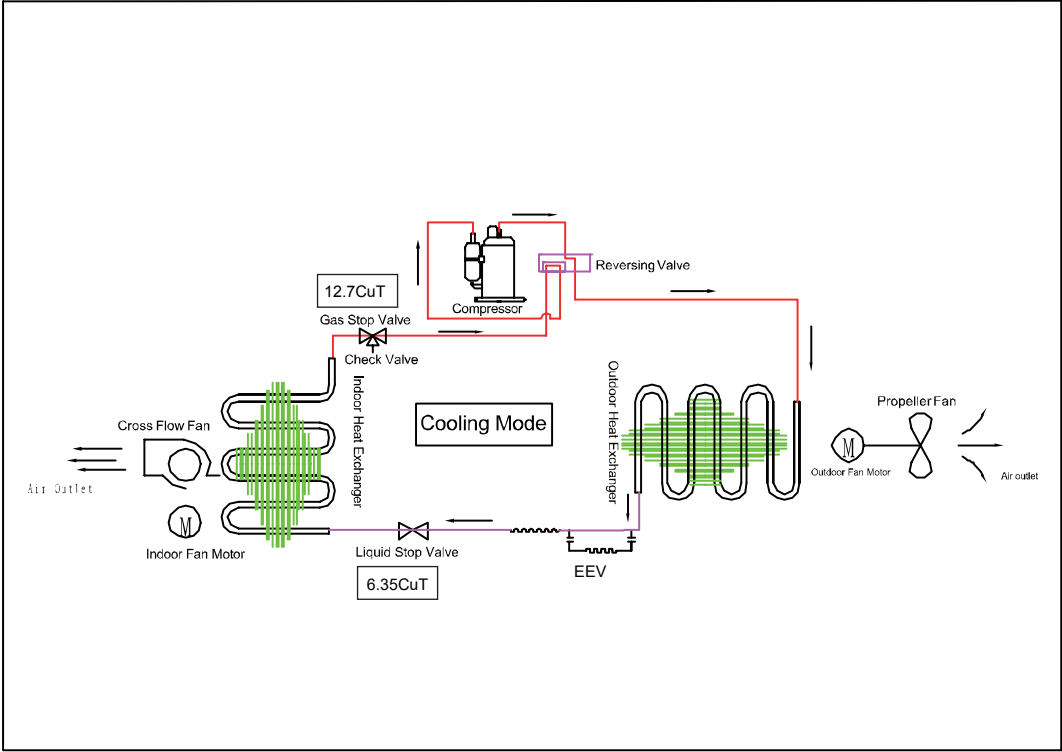 Reversing Valve
12.7CuT
Compressor
Gas Stop Valve
Check Valve
Indoor Heat Exchanger
Outdoor Heat Exchanger
Cooling Mode
Propeller Fan
Cross Flow Fan
M
Outdoor Fan Motor
Air outlet
Air Outlet
M
Indoor Fan Motor
Liquid Stop Valve
EEV
6.35CuT